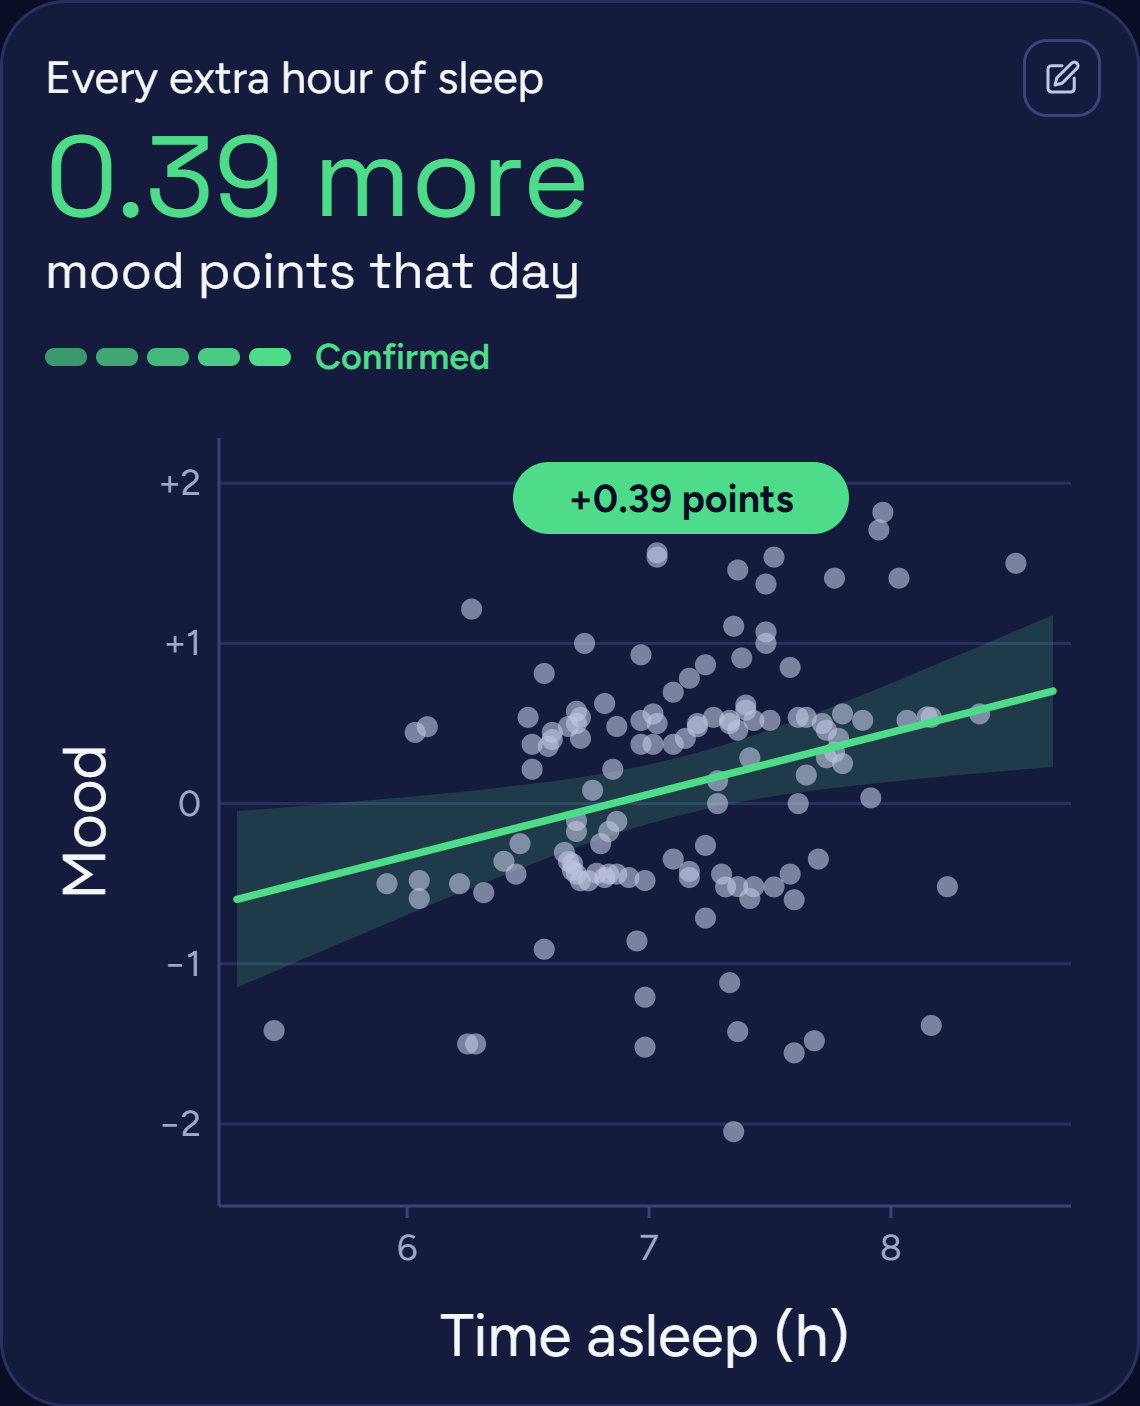 Every extra hour of sleep
0.39 more
mood points that day
Confirmed
+0.39 points
+2
+1
0
−1
−2
Mood
6 7 8
Time asleep (h)